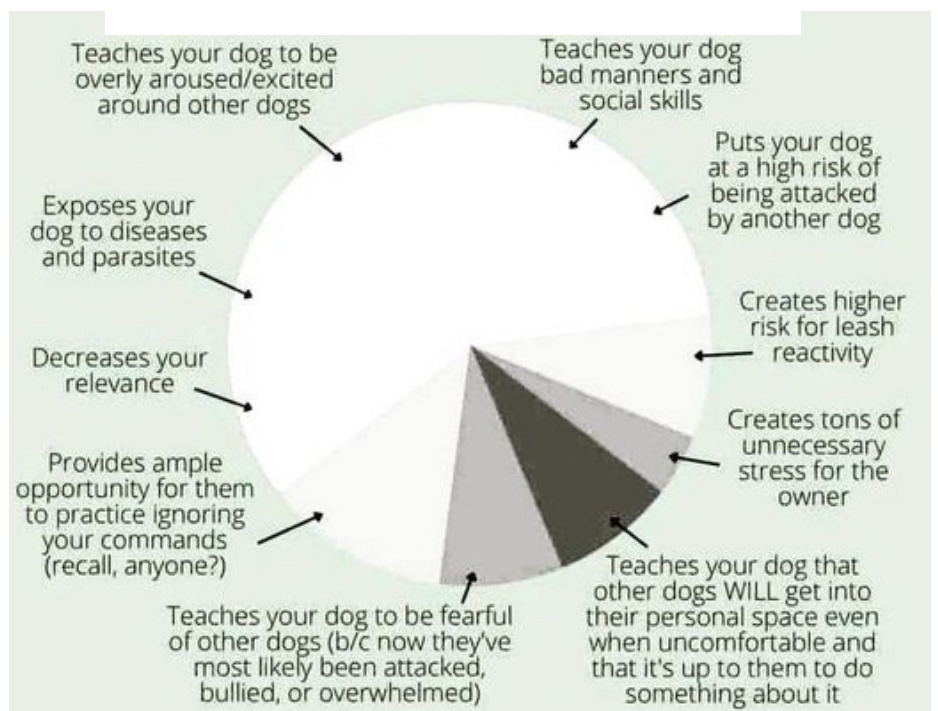 Teaches your dog to be
overly aroused/excited
around other dogs
Teaches your dog
bad manners and
social skills
Puts your dog
at a high risk of
being attacked
by another dog
Exposes your
dog to diseases
and parasites
Creates higher
risk for leash
reactivity
Decreases your
relevance
Creates tons of
unnecessary
stress for the
owner
Provides ample
opportunity for them
to practice ignoring
your commands
(recall, anyone?)
Teaches your dog that
other dogs WILL get into
their personal space even
when uncomfortable and
that it's up to them to do
something about it
Teaches your dog to be fearful
of other dogs (b/c now they've
most likely been attacked,
bullied, or overwhelmed)